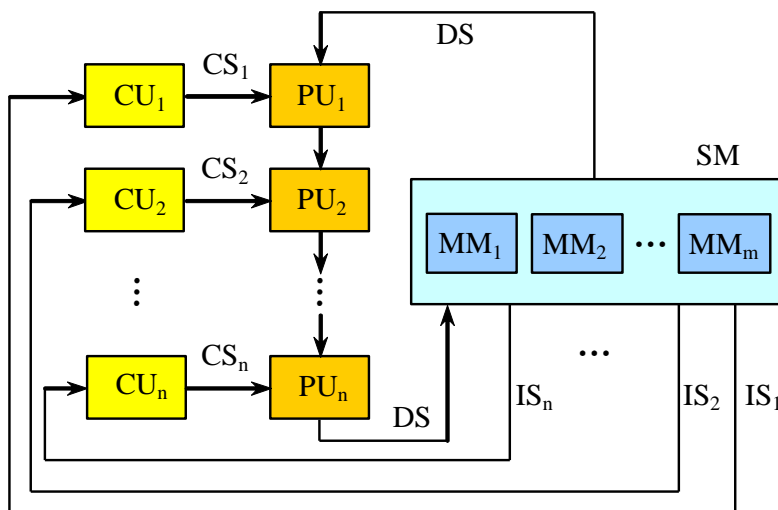 DS
CS₁
CU₁
PU₁
SM
CS₂
CU₂
PU₂
MM₁
MM₂
...
MMₘ
⋮
⋮
...
CSₙ
CUₙ
PUₙ
ISₙ
IS₂
IS₁
DS